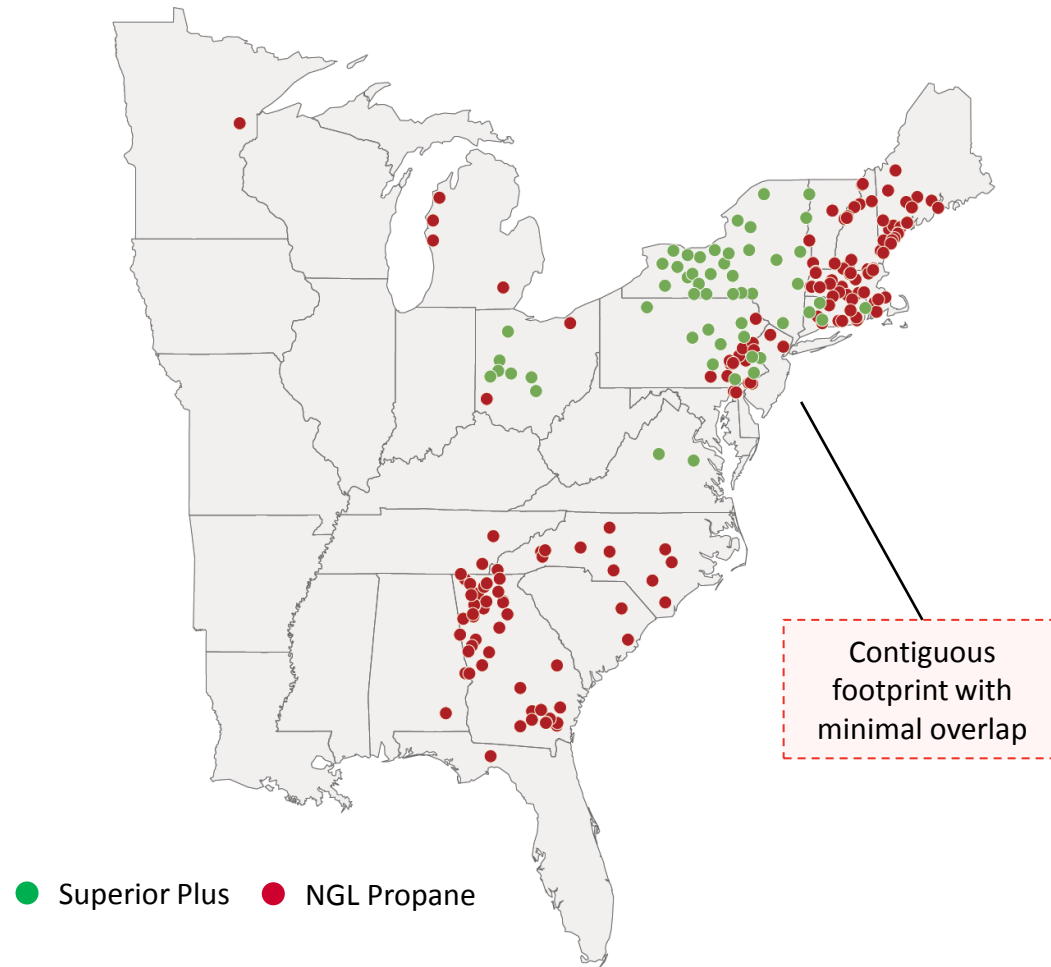 Contiguous
footprint with
minimal overlap
Superior Plus
NGL Propane